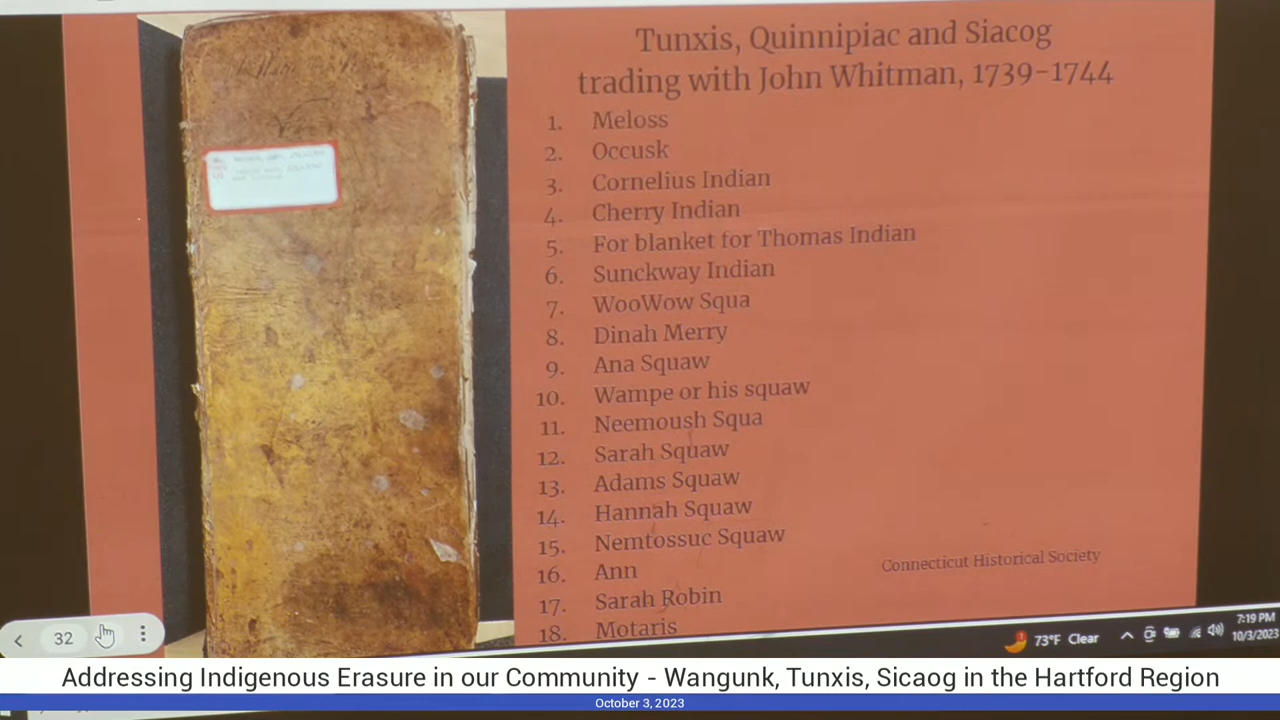 Tunxis, Quinnipiac and Siacog
trading with John Whitman, 1739-1744
1. Meloss
2. Occusk
3. Cornelius Indian
4. Cherry Indian
5. For blanket for Thomas Indian
6. Sunckway Indian
7. WooWow Squa
8. Dinah Merry
9. Ana Squaw
10. Wampe or his squaw
11. Neemoush Squa
12. Sarah Squaw
13. Adams Squaw
14. Hannah Squaw
15. Nemtossuc Squaw
16. Ann
17. Sarah Robin
18. Motaris
Connecticut Historical Society
32
73°F Clear
7:19 PM
10/3/2023
Addressing Indigenous Erasure in our Community - Wangunk, Tunxis, Sicaog in the Hartford Region
October 3, 2023